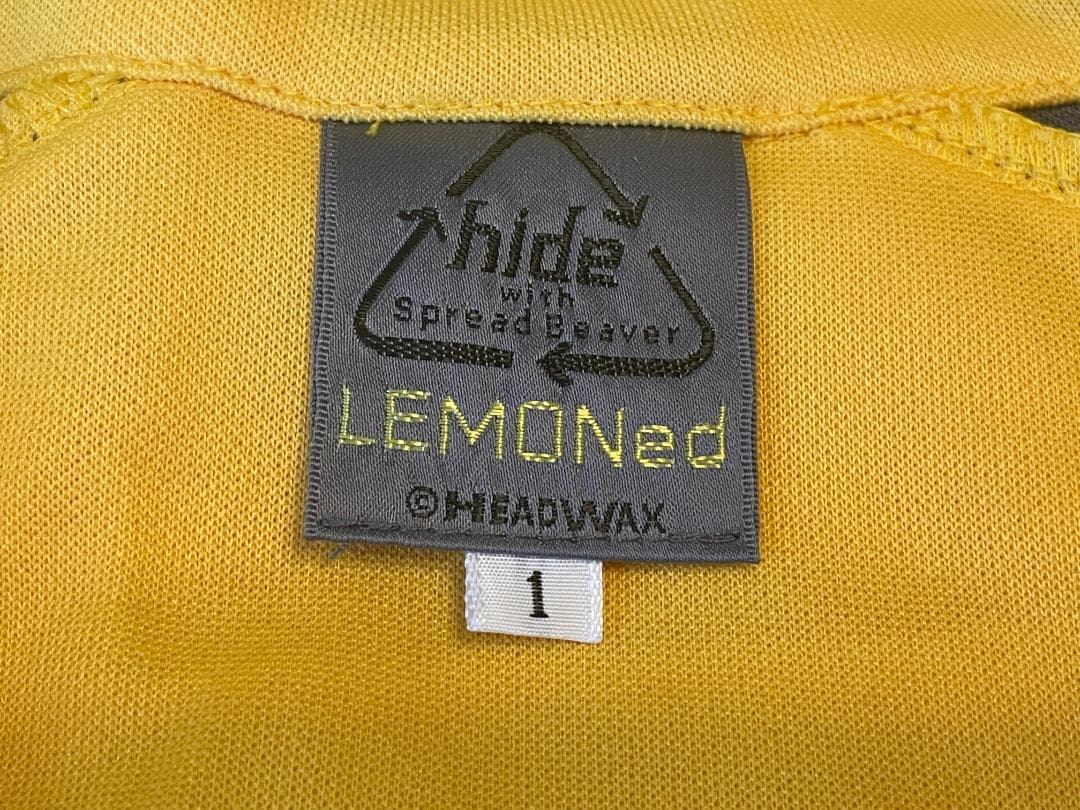 hide
with
Spread Beaver
LEMONed
©HEADWAX
1